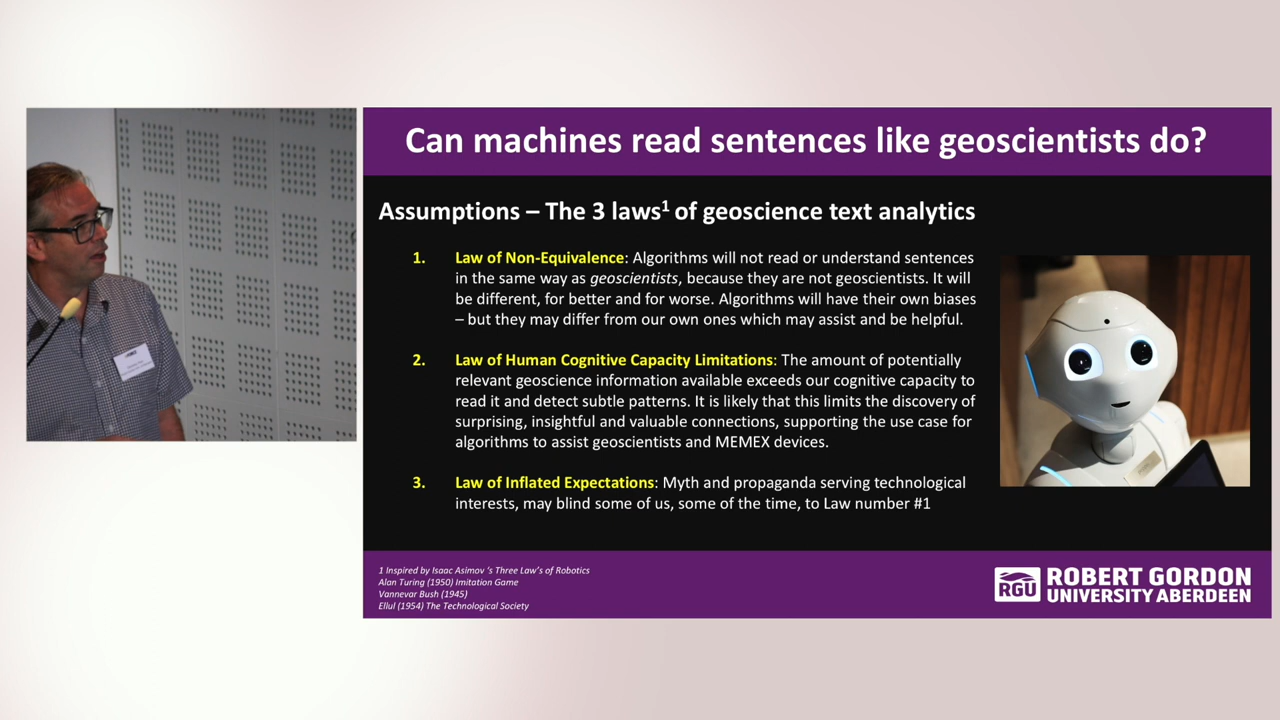 Can machines read sentences like geoscientists do?
Assumptions – The 3 laws1 of geoscience text analytics
1. Law of Non-Equivalence: Algorithms will not read or understand sentences
in the same way as geoscientists, because they are not geoscientists. It will
be different, for better and for worse. Algorithms will have their own biases
– but they may differ from our own ones which may assist and be helpful.
2. Law of Human Cognitive Capacity Limitations: The amount of potentially
relevant geoscience information available exceeds our cognitive capacity to
read it and detect subtle patterns. It is likely that this limits the discovery of
surprising, insightful and valuable connections, supporting the use case for
algorithms to assist geoscientists and MEMEX devices.
3. Law of Inflated Expectations: Myth and propaganda serving technological
interests, may blind some of us, some of the time, to Law number #1
1 Inspired by Isaac Asimov 's Three Law's of Robotics
Alan Turing (1950) Imitation Game
Vannevar Bush (1945)
Ellul (1954) The Technological Society
RGU
ROBERT GORDON
UNIVERSITY ABERDEEN